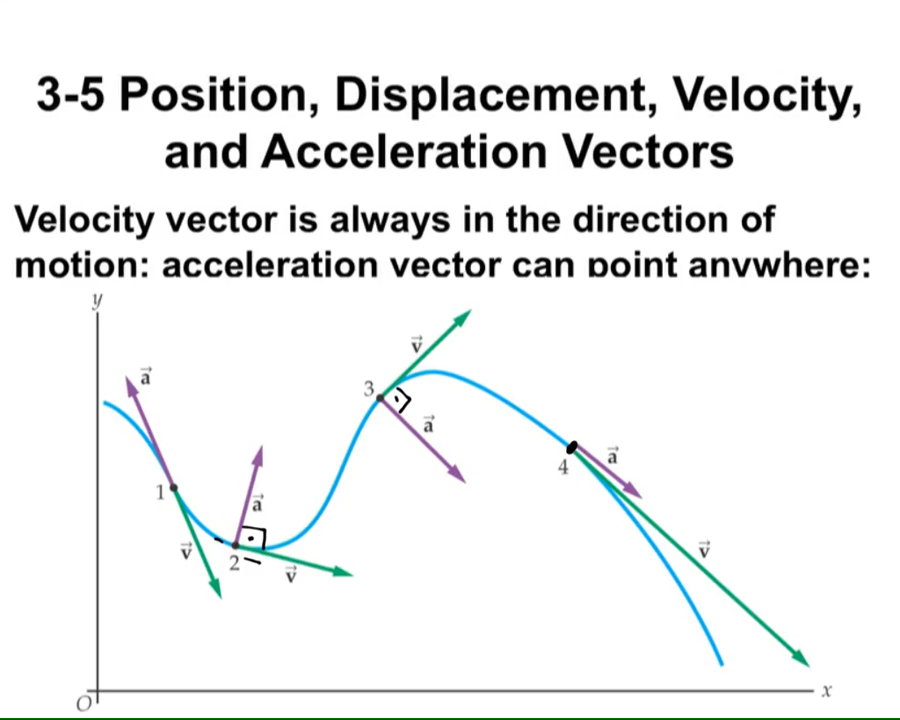 3-5 Position, Displacement, Velocity,
and Acceleration Vectors
Velocity vector is always in the direction of
motion: acceleration vector can point anywhere:
y
a⃗
v⃗
3
a⃗
a⃗
4
1
a⃗
v⃗
2
v⃗
v⃗
x
O